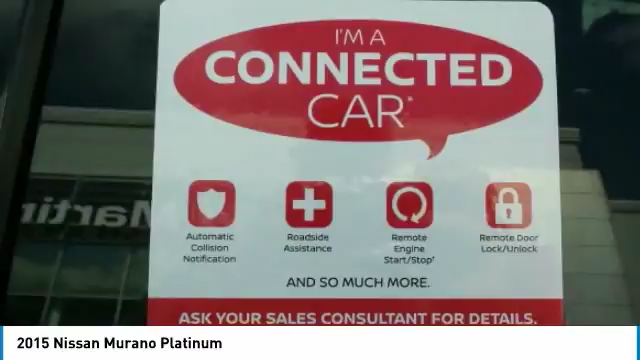 I'M A
CONNECTED
CAR*
Automatic
Collision
Notification
Roadside
Assistance
Remote
Engine
Start/Stop†
Remote Door
Lock/Unlock
AND SO MUCH MORE.
ASK YOUR SALES CONSULTANT FOR DETAILS.
Martin
2015 Nissan Murano Platinum